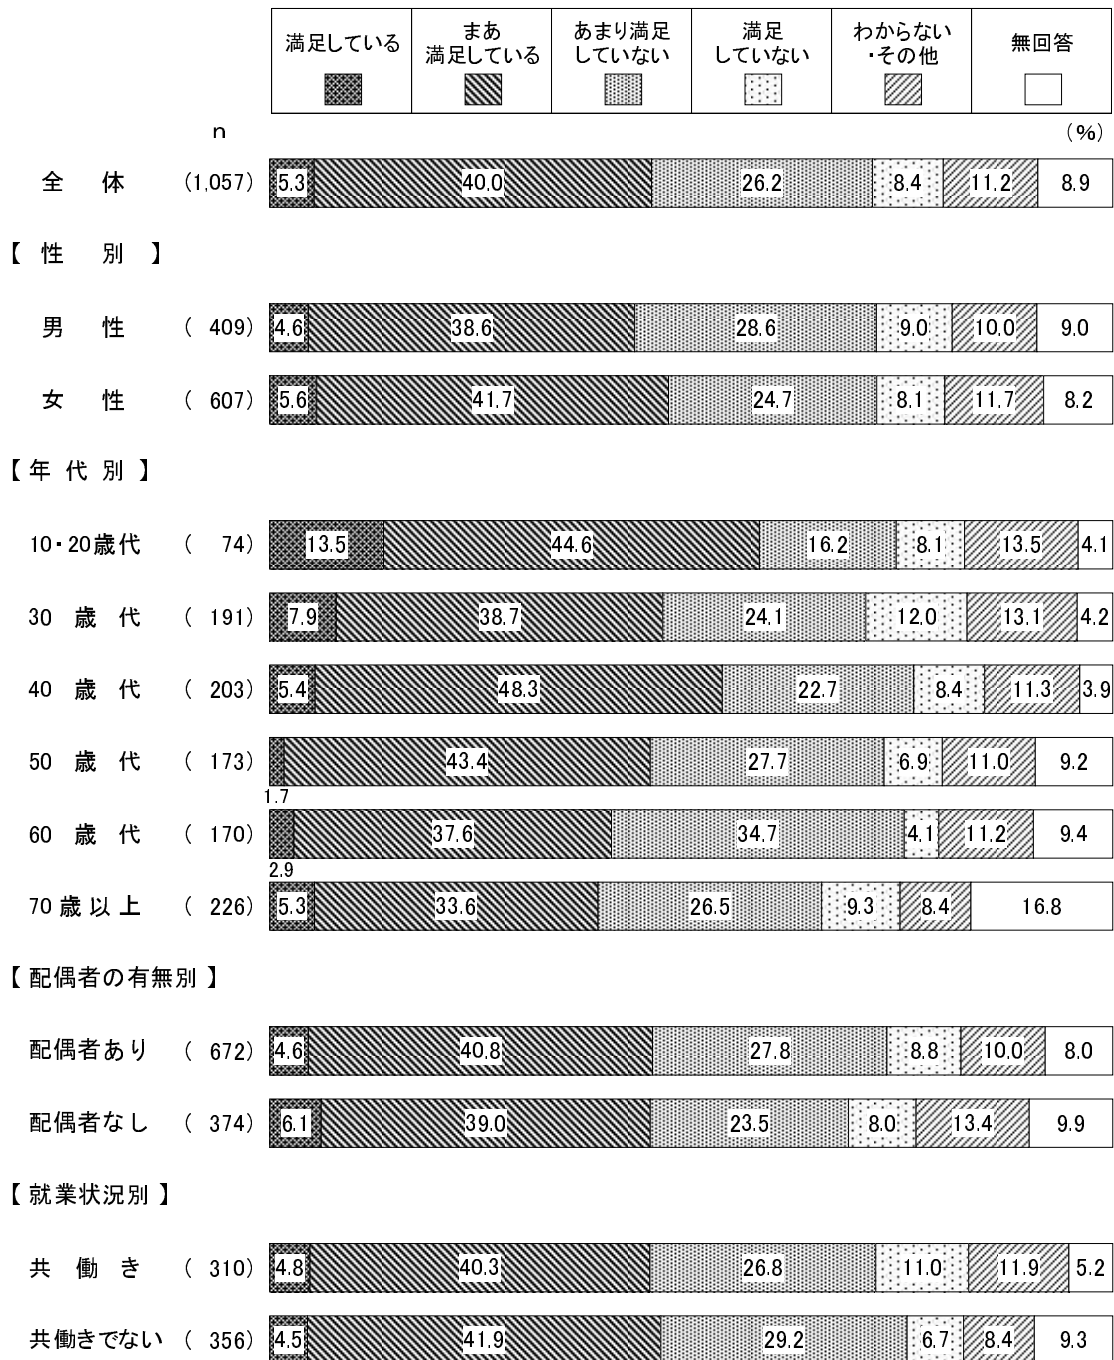 満足している
まあ
満足している
あまり満足
していない
満足
していない
わからない
・その他
無回答
n
(%)
全 体 (1,057) 5.3 40.0 26.2 8.4 11.2 8.9
【 性 別 】
男 性 ( 409) 4.6 38.6 28.6 9.0 10.0 9.0
女 性 ( 607) 5.6 41.7 24.7 8.1 11.7 8.2
【 年 代 別 】
10・20歳代 ( 74) 13.5 44.6 16.2 8.1 13.5 4.1
30 歳 代 ( 191) 7.9 38.7 24.1 12.0 13.1 4.2
40 歳 代 ( 203) 5.4 48.3 22.7 8.4 11.3 3.9
50 歳 代 ( 173) 43.4 27.7 6.9 11.0 9.2
1.7
60 歳 代 ( 170) 37.6 34.7 4.1 11.2 9.4
2.9
70 歳 以 上 ( 226) 5.3 33.6 26.5 9.3 8.4 16.8
【 配偶者の有無別 】
配偶者あり ( 672) 4.6 40.8 27.8 8.8 10.0 8.0
配偶者なし ( 374) 6.1 39.0 23.5 8.0 13.4 9.9
【 就業状況別 】
共 働 き ( 310) 4.8 40.3 26.8 11.0 11.9 5.2
共働きでない ( 356) 4.5 41.9 29.2 6.7 8.4 9.3